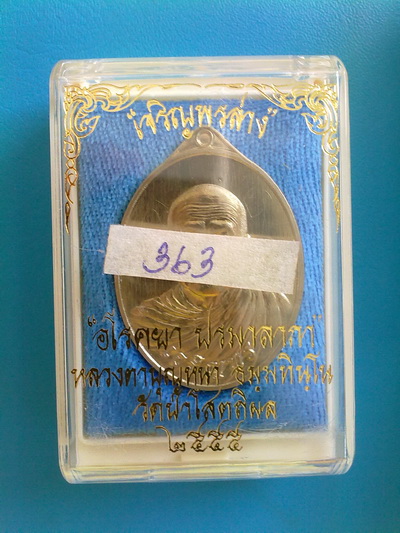 "เจริญพรล่าง"
363
"อโรคยา พรมาลาภา"
หลวงตาบุญหนา ธมฺมทินฺโน
วัดป่าโสตถิผล
๒๕๕๕